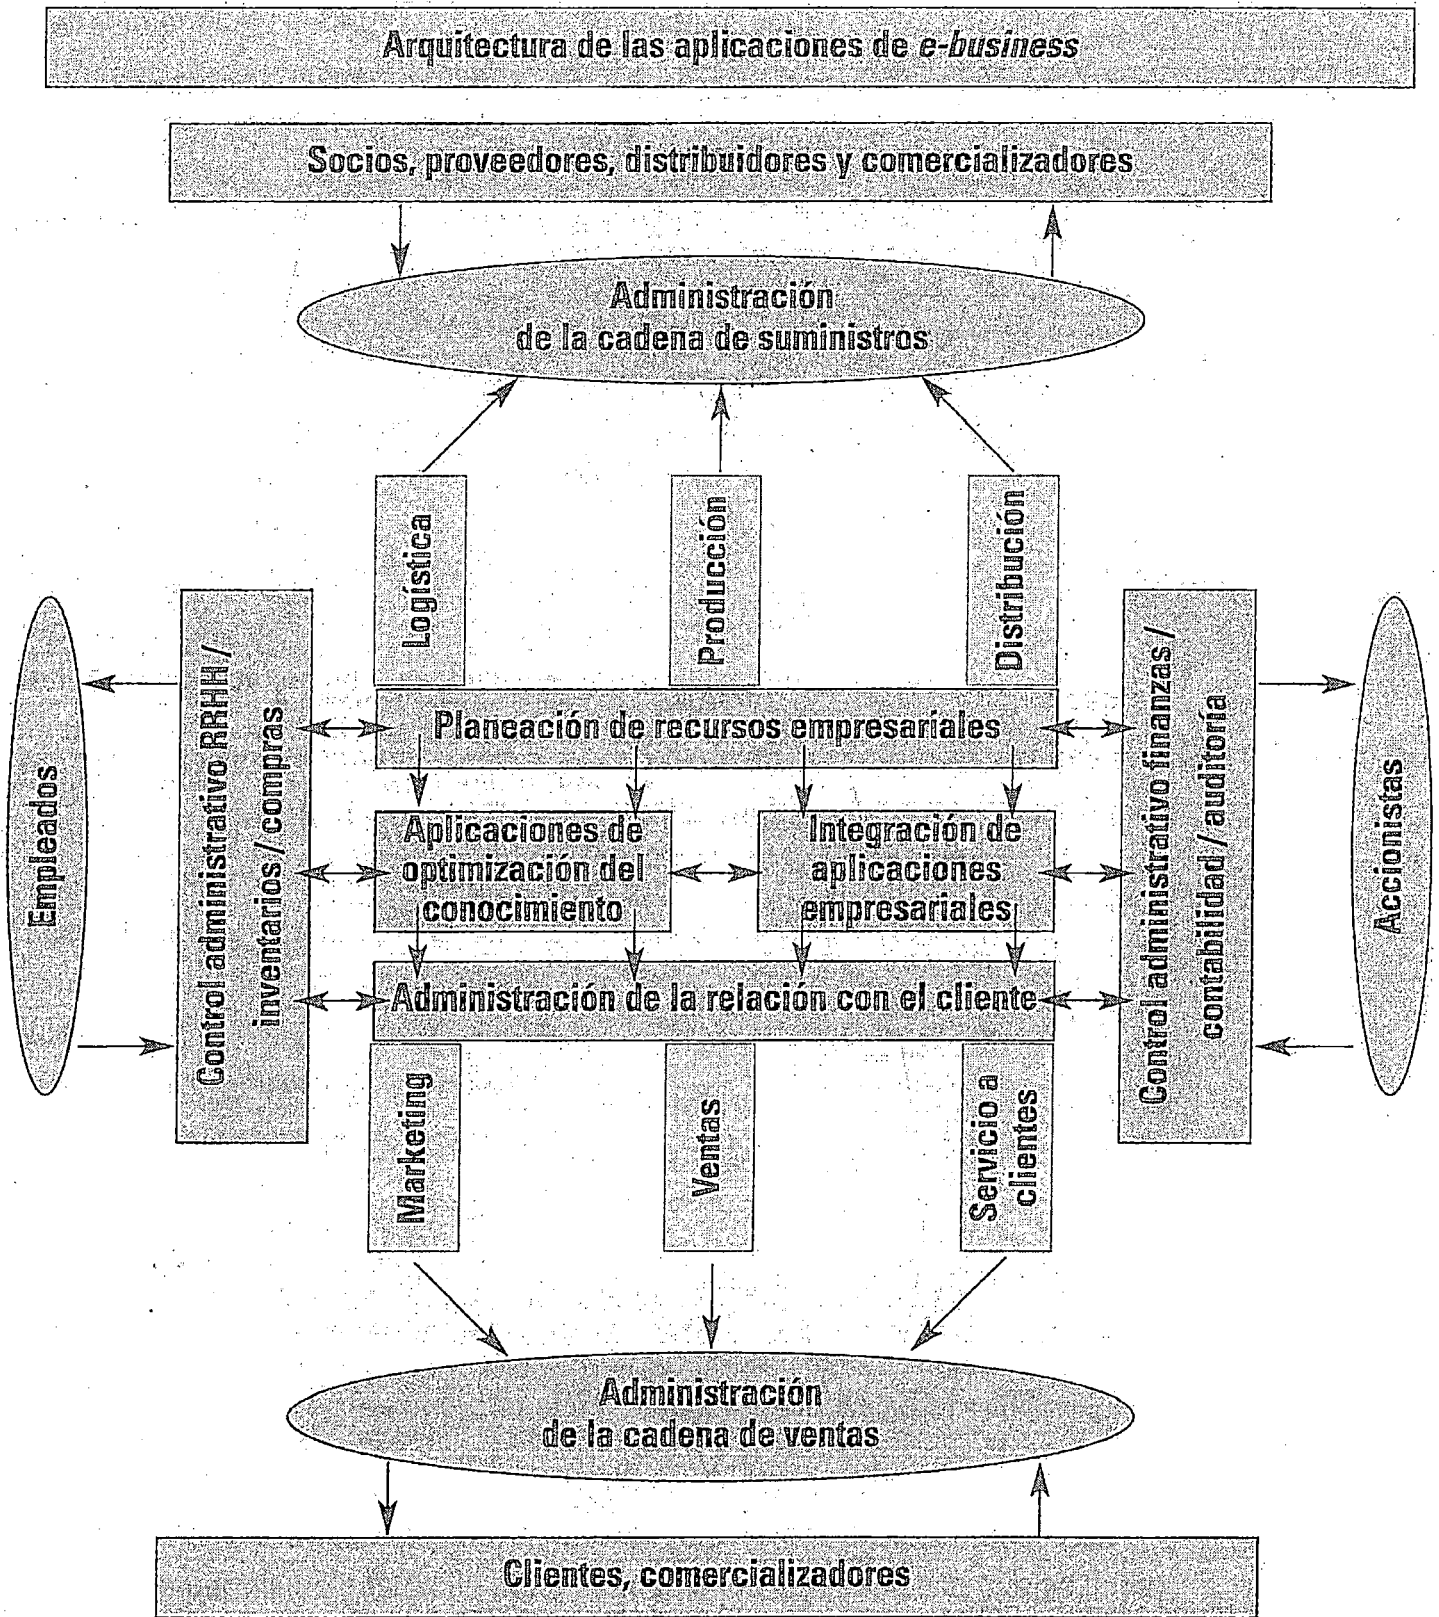 Arquitectura de las aplicaciones de e-business
Socios, proveedores, distribuidores y comercializadores
Administración
de la cadena de suministros
Logística
Producción
Distribución
Empleados
Control administrativo RRHH /
inventarios / compras
Planeación de recursos empresariales
Aplicaciones de
optimización del
conocimiento
Integración de
aplicaciones
empresariales
Administración de la relación con el cliente
Control administrativo finanzas /
contabilidad / auditoría
Accionistas
Marketing
Ventas
Servicio a
clientes
Administración
de la cadena de ventas
Clientes, comercializadores